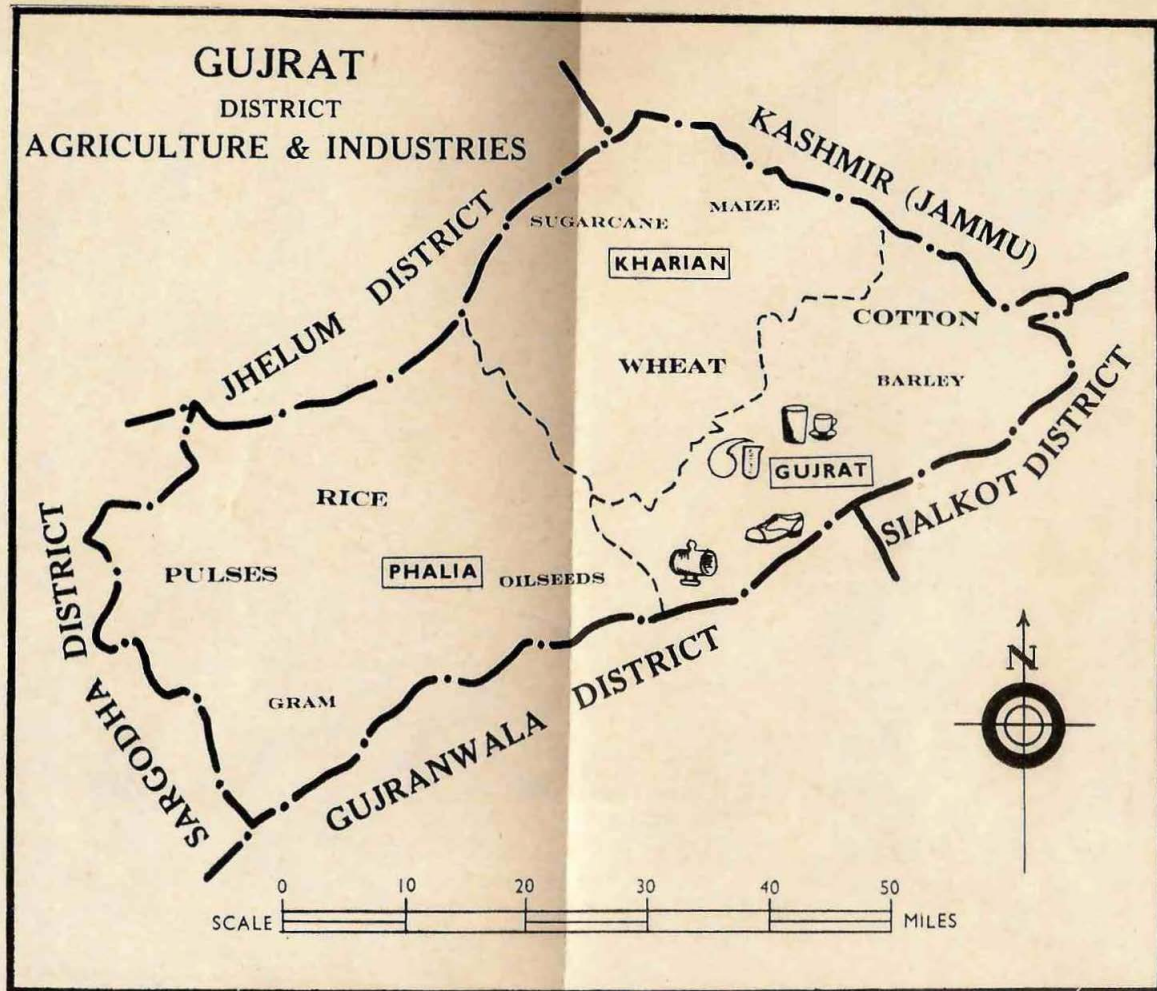 GUJRAT
DISTRICT
AGRICULTURE & INDUSTRIES
KASHMIR (JAMMU)
JHELUM DISTRICT
SUGARCANE
MAIZE
KHARIAN
COTTON
WHEAT
BARLEY
GUJRAT
SIALKOT DISTRICT
RICE
PULSES
PHALIA
OILSEEDS
GRAM
SARGODHA DISTRICT
GUJRANWALA DISTRICT
N
0 10 20 30 40 50
SCALE MILES